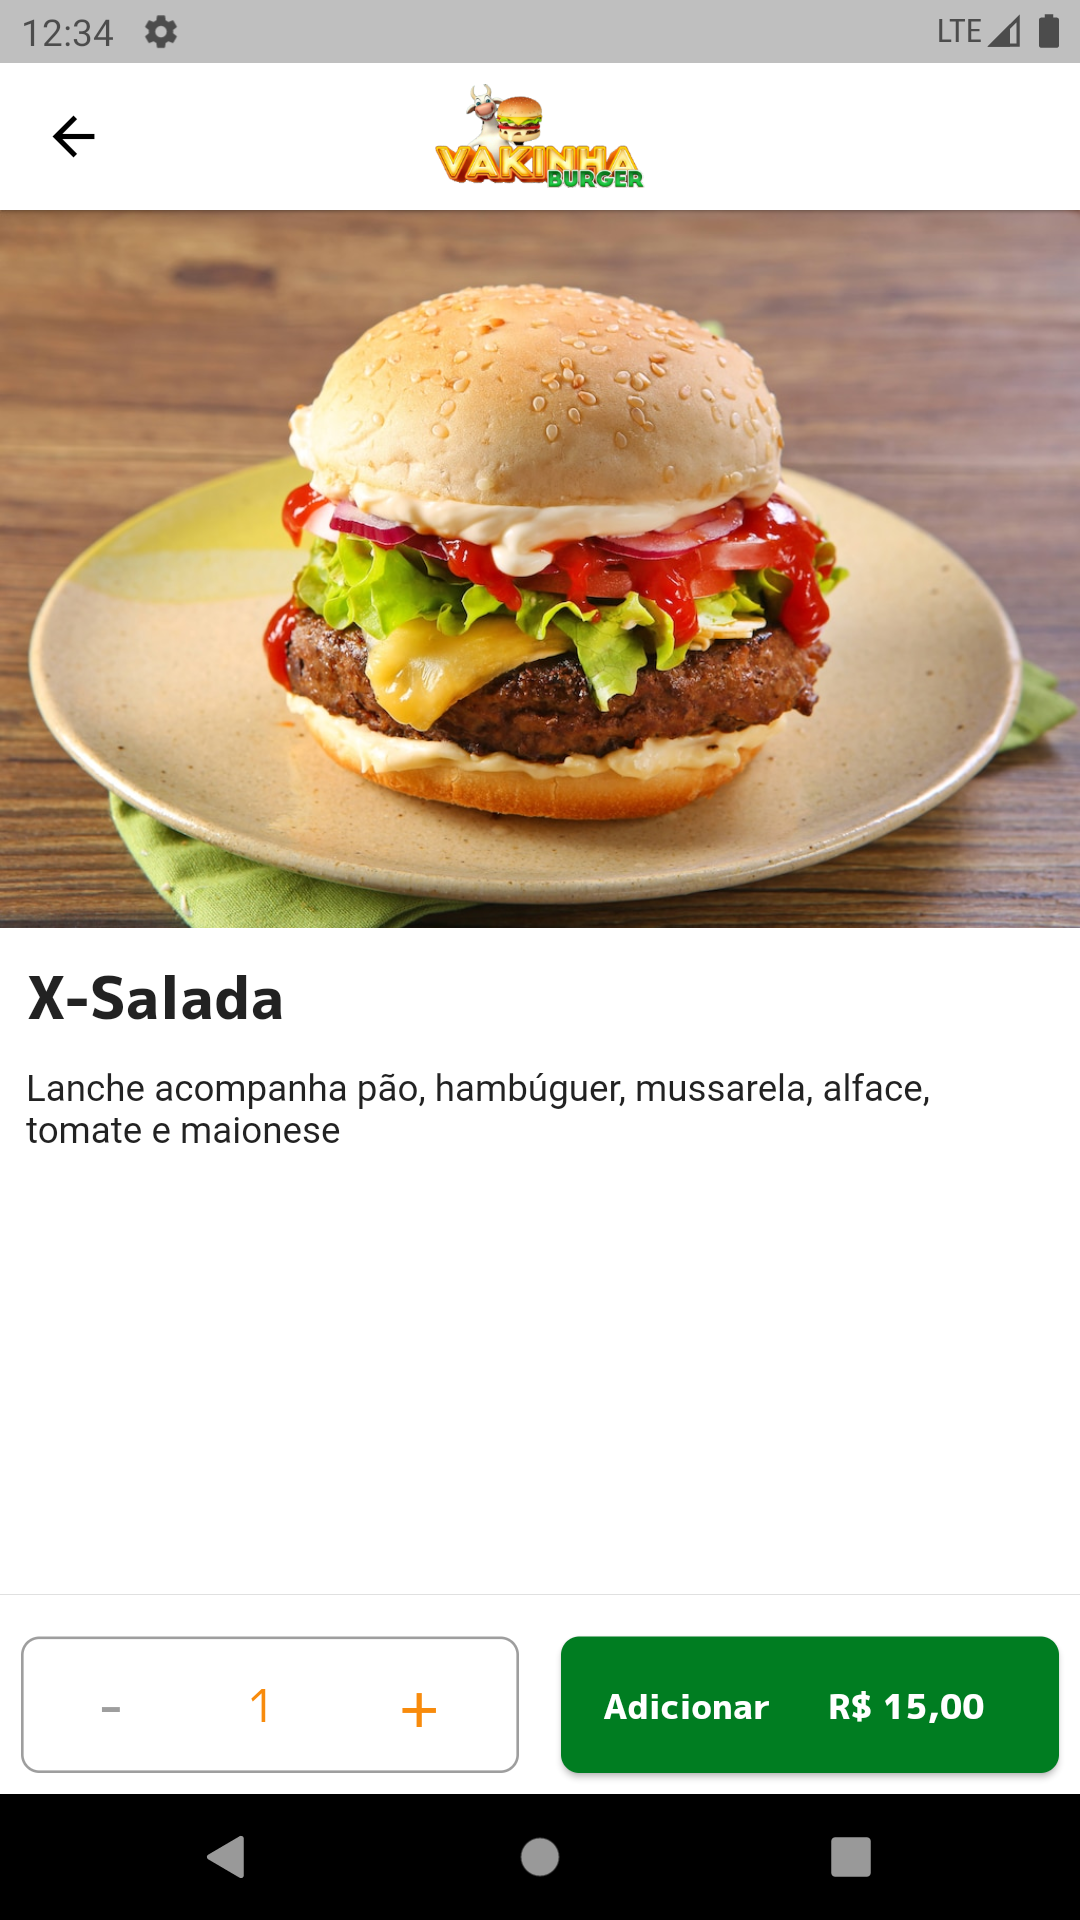 12:34
LTE
VAKINHA
BURGER
X-Salada
Lanche acompanha pão, hambúguer, mussarela, alface,
tomate e maionese
- 1 +
Adicionar R$ 15,00